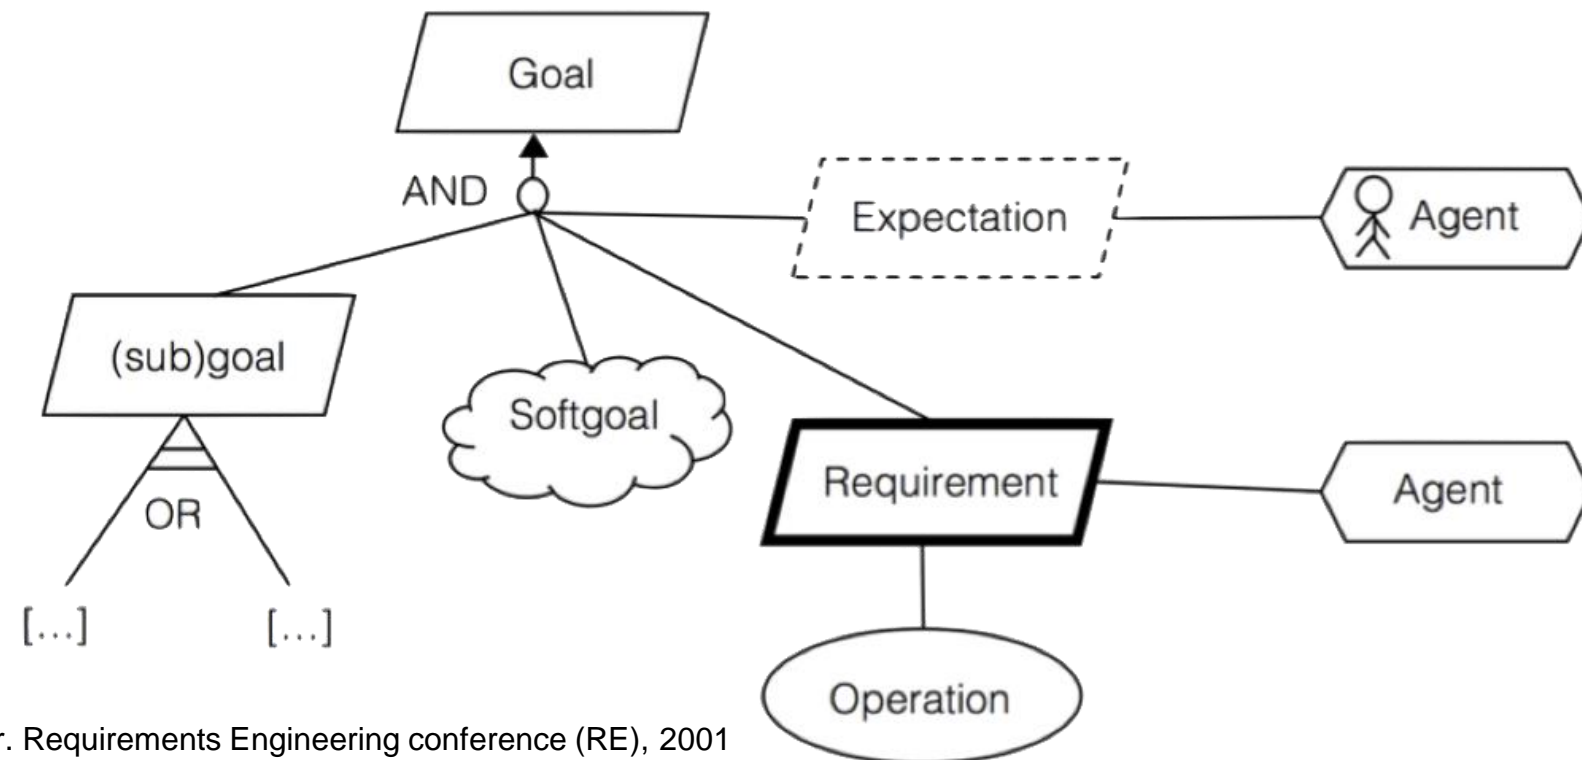 Goal
AND
Expectation
Agent
(sub)goal
Softgoal
OR
Requirement
Agent
[...]
[...]
Operation
r. Requirements Engineering conference (RE), 2001